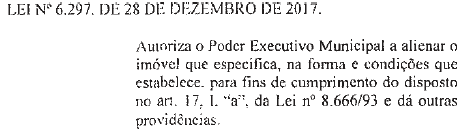 LEI Nº 6.297, DE 28 DE DEZEMBRO DE 2017.
Autoriza o Poder Executivo Municipal a alienar o
imóvel que especifica, na forma e condições que
estabelece, para fins de cumprimento do disposto
no art. 17, I, "a", da Lei nº 8.666/93 e dá outras
providências.